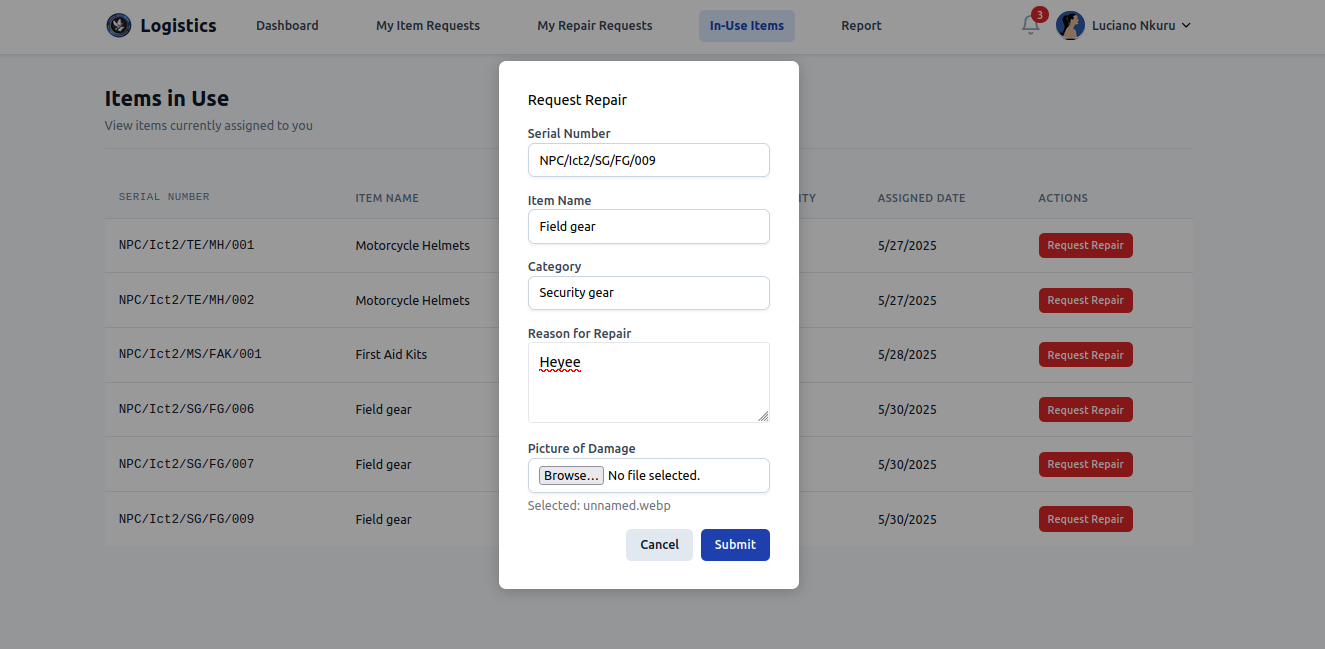 Logistics
Dashboard
My Item Requests
My Repair Requests
In-Use Items
Report
3
Luciano Nkuru
Items in Use
View items currently assigned to you
SERIAL NUMBER ITEM NAME ITY ASSIGNED DATE ACTIONS
NPC/Ict2/TE/MH/001 Motorcycle Helmets 5/27/2025 Request Repair
NPC/Ict2/TE/MH/002 Motorcycle Helmets 5/27/2025 Request Repair
NPC/Ict2/MS/FAK/001 First Aid Kits 5/28/2025 Request Repair
NPC/Ict2/SG/FG/006 Field gear 5/30/2025 Request Repair
NPC/Ict2/SG/FG/007 Field gear 5/30/2025 Request Repair
NPC/Ict2/SG/FG/009 Field gear 5/30/2025 Request Repair
Request Repair
Serial Number
NPC/Ict2/SG/FG/009
Item Name
Field gear
Category
Security gear
Reason for Repair
Heyee
Picture of Damage
Browse... No file selected.
Selected: unnamed.webp
Cancel Submit